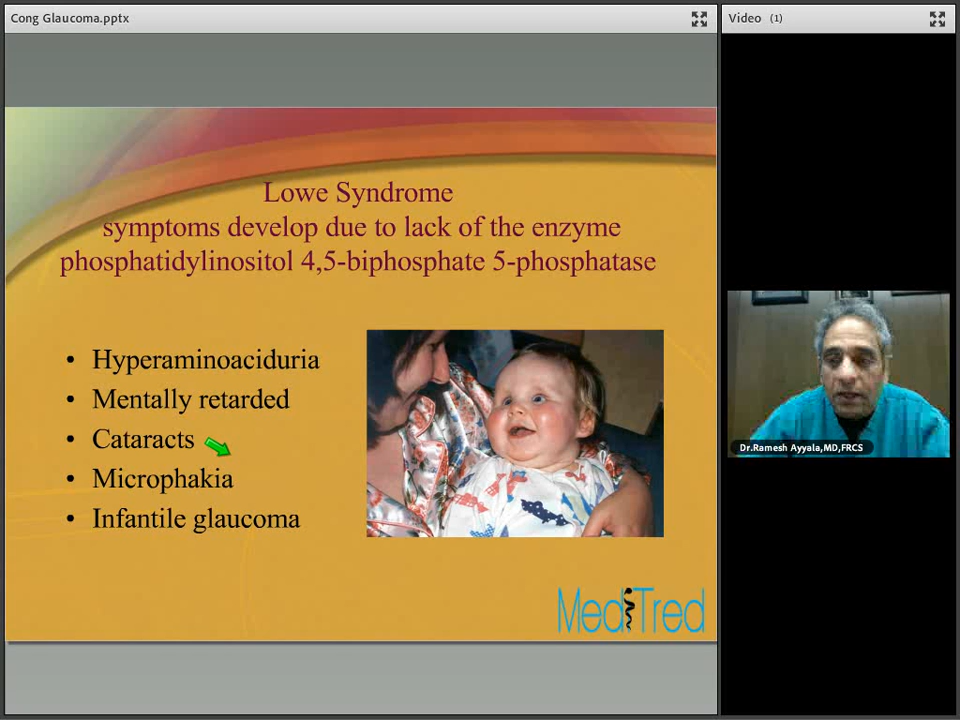 Cong Glaucoma.pptx
Video (1)
Lowe Syndrome
symptoms develop due to lack of the enzyme
phosphatidylinositol 4,5-biphosphate 5-phosphatase
• Hyperaminoaciduria
• Mentally retarded
• Cataracts
• Microphakia
• Infantile glaucoma
MediTred
Dr.Ramesh Ayyala,MD,FRCS